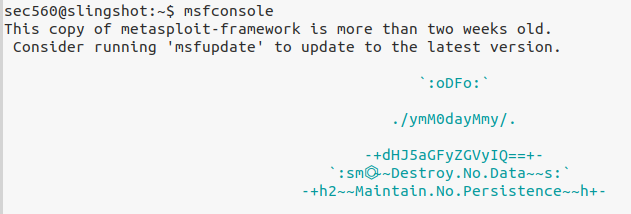 sec560@slingshot:~$ msfconsole
This copy of metasploit-framework is more than two weeks old.
 Consider running 'msfupdate' to update to the latest version.
`:oDFo:`
./ymM0dayMmy/.
-+dHJ5aGFyZGVyIQ==+-
`:sm⏣~~Destroy.No.Data~~s:`
-+h2~~Maintain.No.Persistence~~h+-